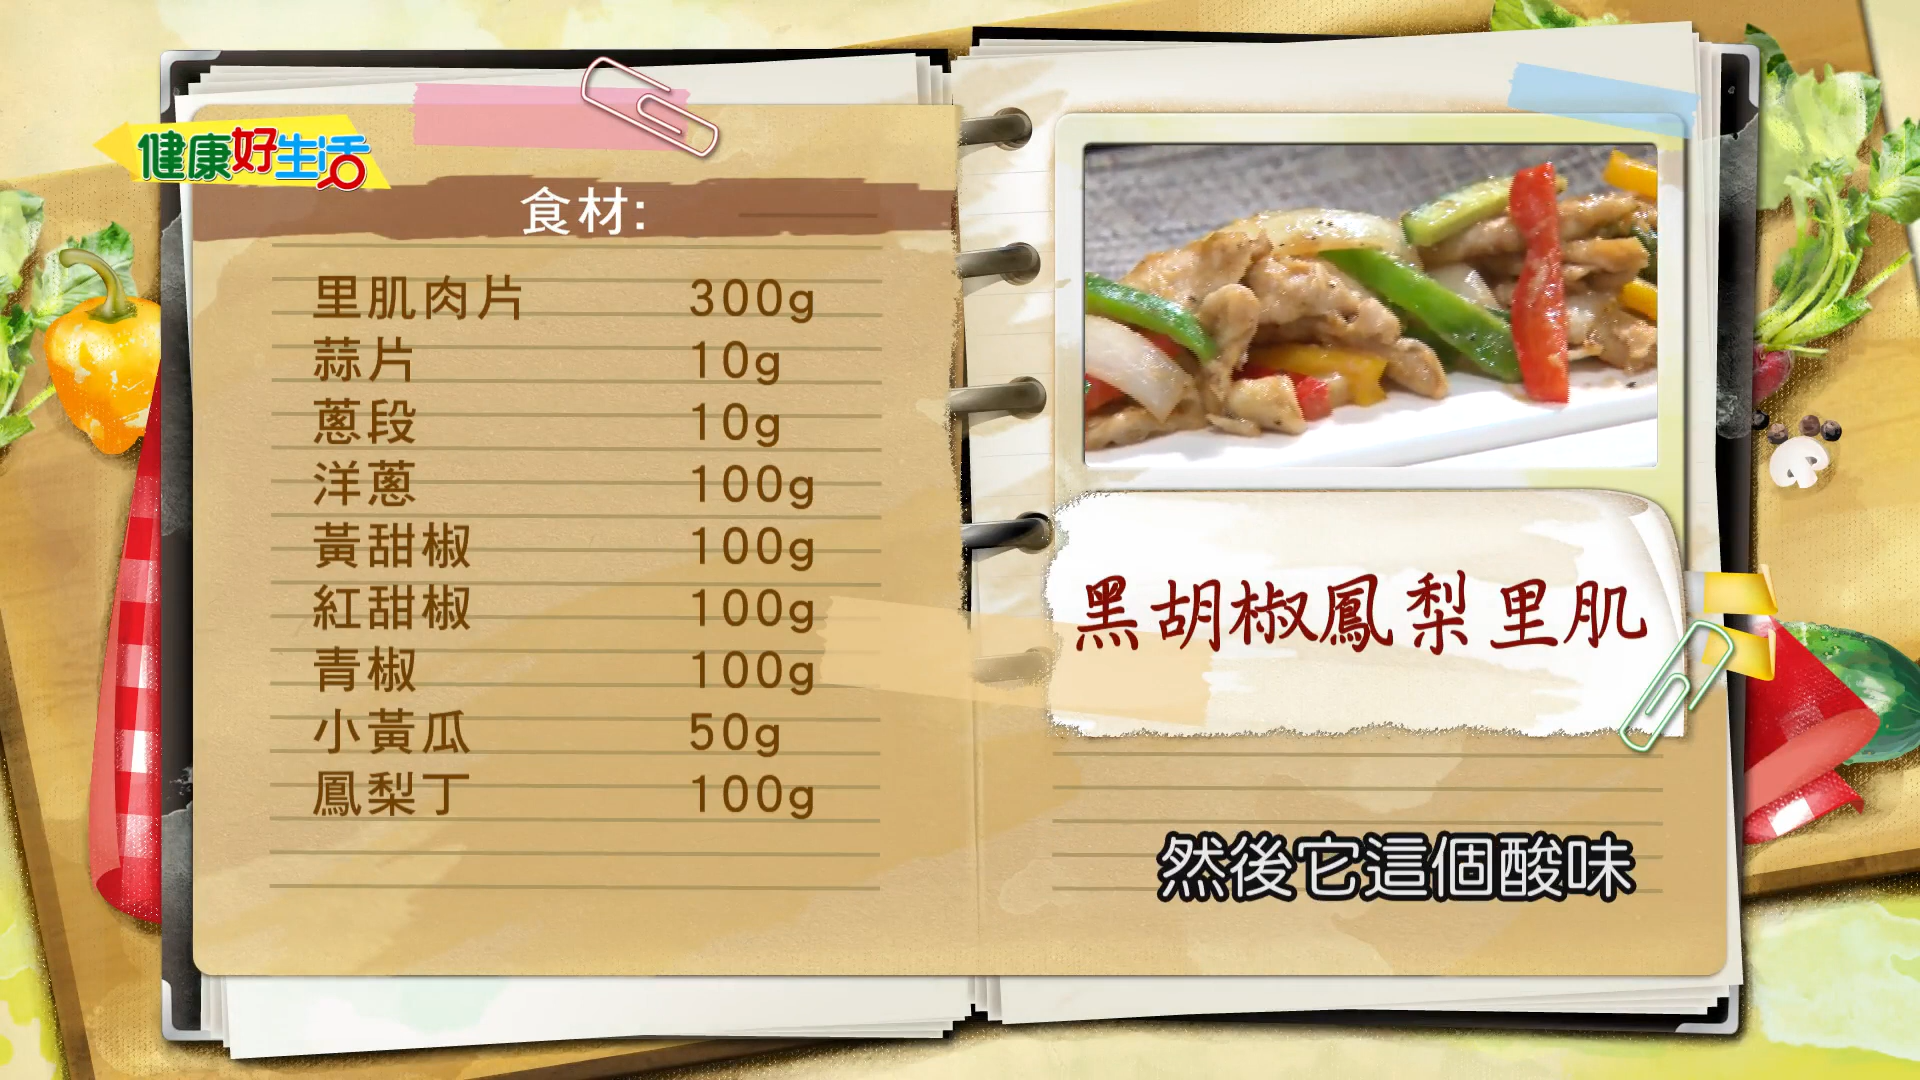 健康好生活
食材:
里肌肉片 300g
蒜片 10g
蔥段 10g
洋蔥 100g
黃甜椒 100g
紅甜椒 100g
青椒 100g
小黃瓜 50g
鳳梨丁 100g
黑胡椒鳳梨里肌
然後它這個酸味